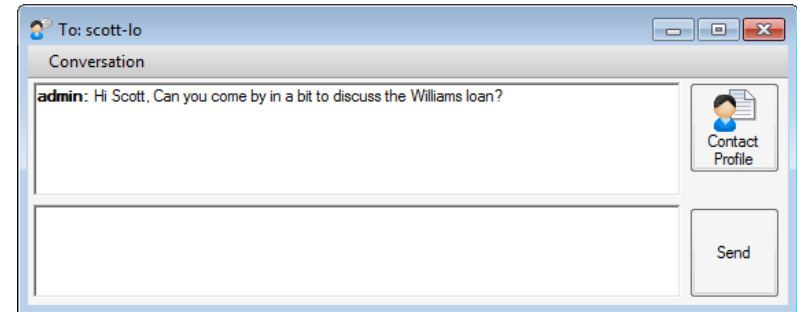 To: scott-lo
Conversation
admin: Hi Scott, Can you come by in a bit to discuss the Williams loan?
Contact
Profile
Send